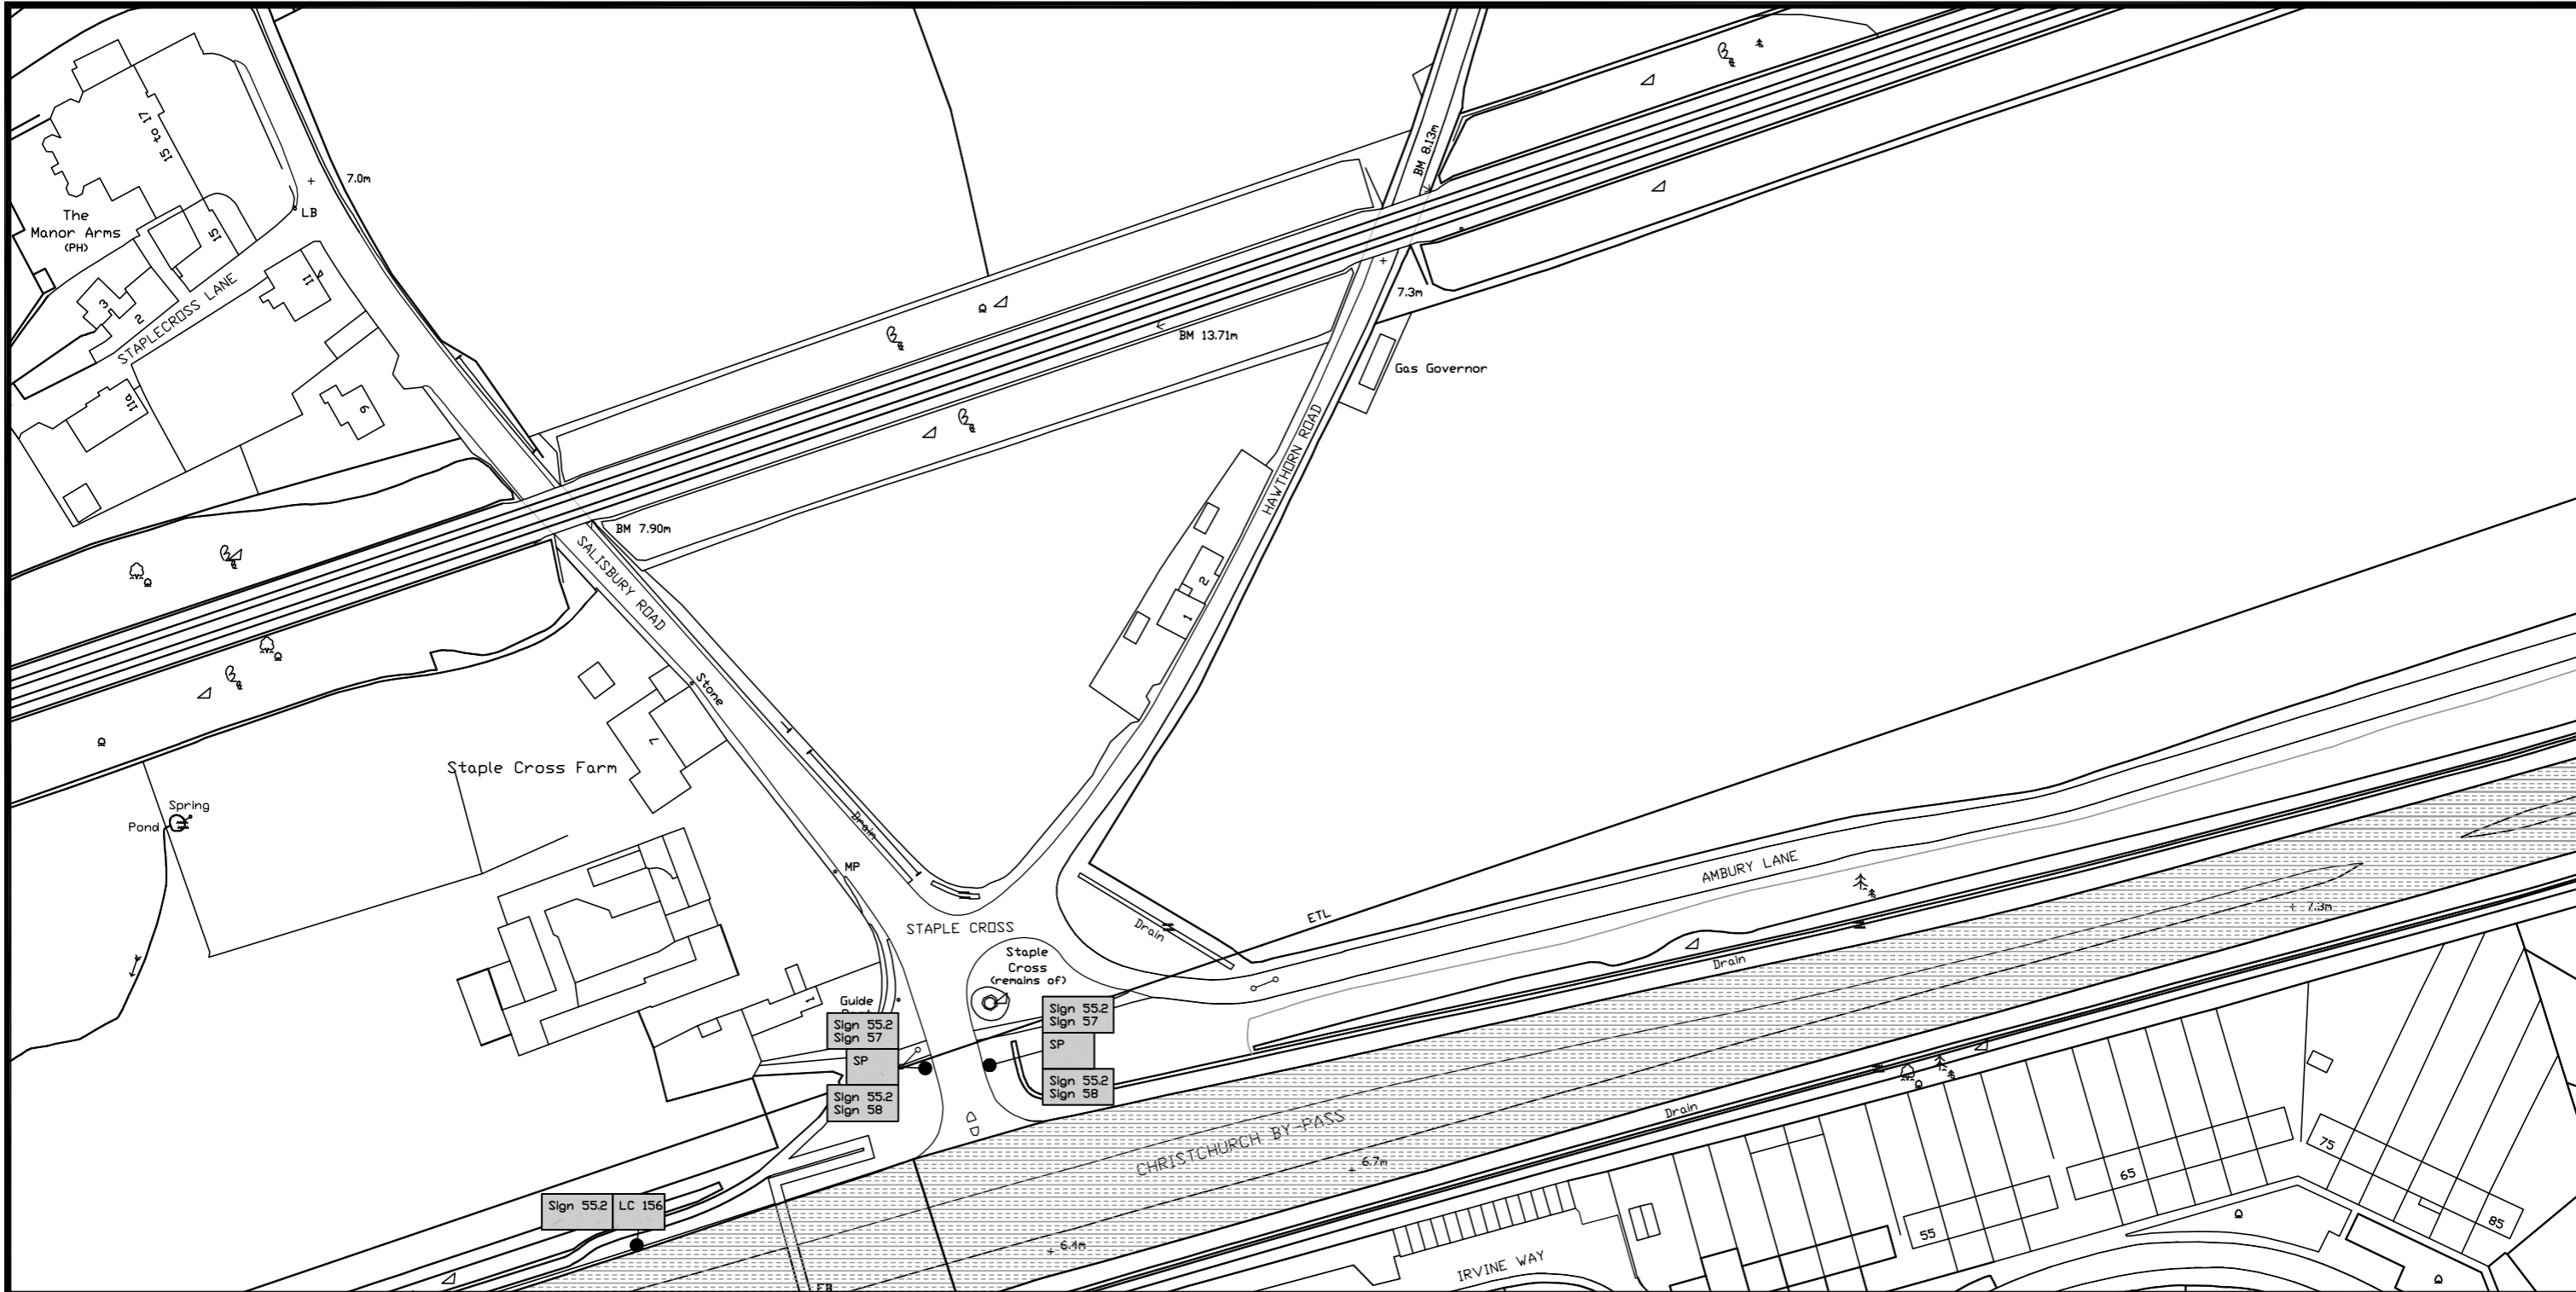 15 to 17
7.0m
LB
The
Manor Arms
(PH)
15
3
2
STAPLECROSS LANE
11
11a
9
BM 8.13m
7.3m
BM 13.71m
Gas Governor
HAWTHORN ROAD
BM 7.90m
SALISBURY ROAD
2
1
Stone
7
Staple Cross Farm
Spring
Pond
Drain
MP
AMBURY LANE
7.3m
ETL
STAPLE CROSS
Drain
Staple
Cross
(remains of)
Drain
1
Guide
Sign 55.2
Sign 57
SP
Sign 55.2
Sign 58
Sign 55.2
Sign 57
SP
Sign 55.2
Sign 58
Drain
CHRISTCHURCH BY-PASS
6.7m
75
65
85
55
Sign 55.2
LC 156
6.4m
IRVINE WAY